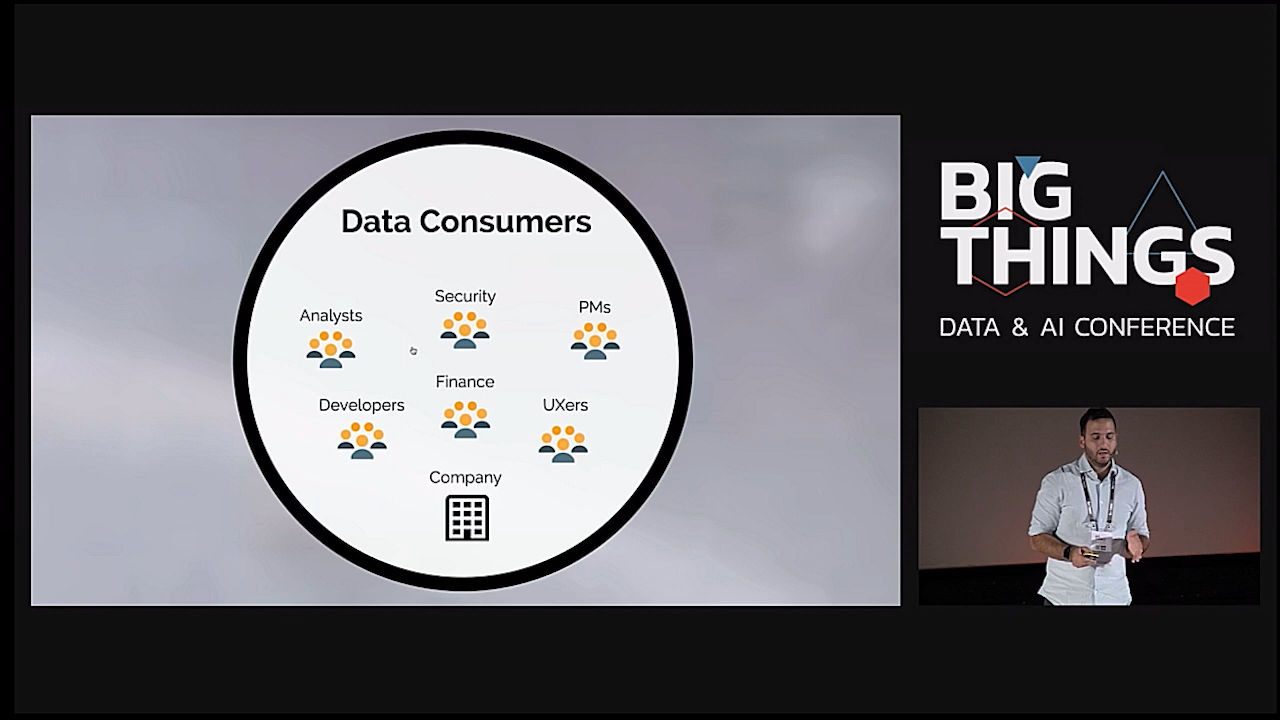 Data Consumers
Analysts
Security
PMs
Developers
Finance
UXers
Company
BIG
THINGS
DATA & AI CONFERENCE